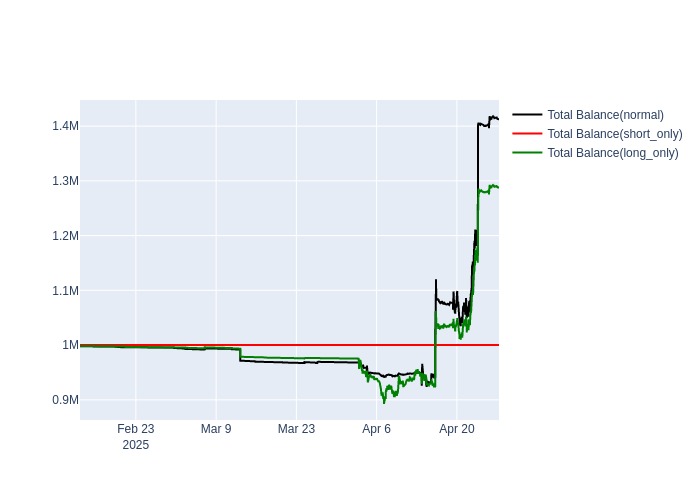 1.4M
1.3M
1.2M
1.1M
1M
0.9M
Feb 23
2025
Mar 9
Mar 23
Apr 6
Apr 20
Total Balance(normal)
Total Balance(short_only)
Total Balance(long_only)